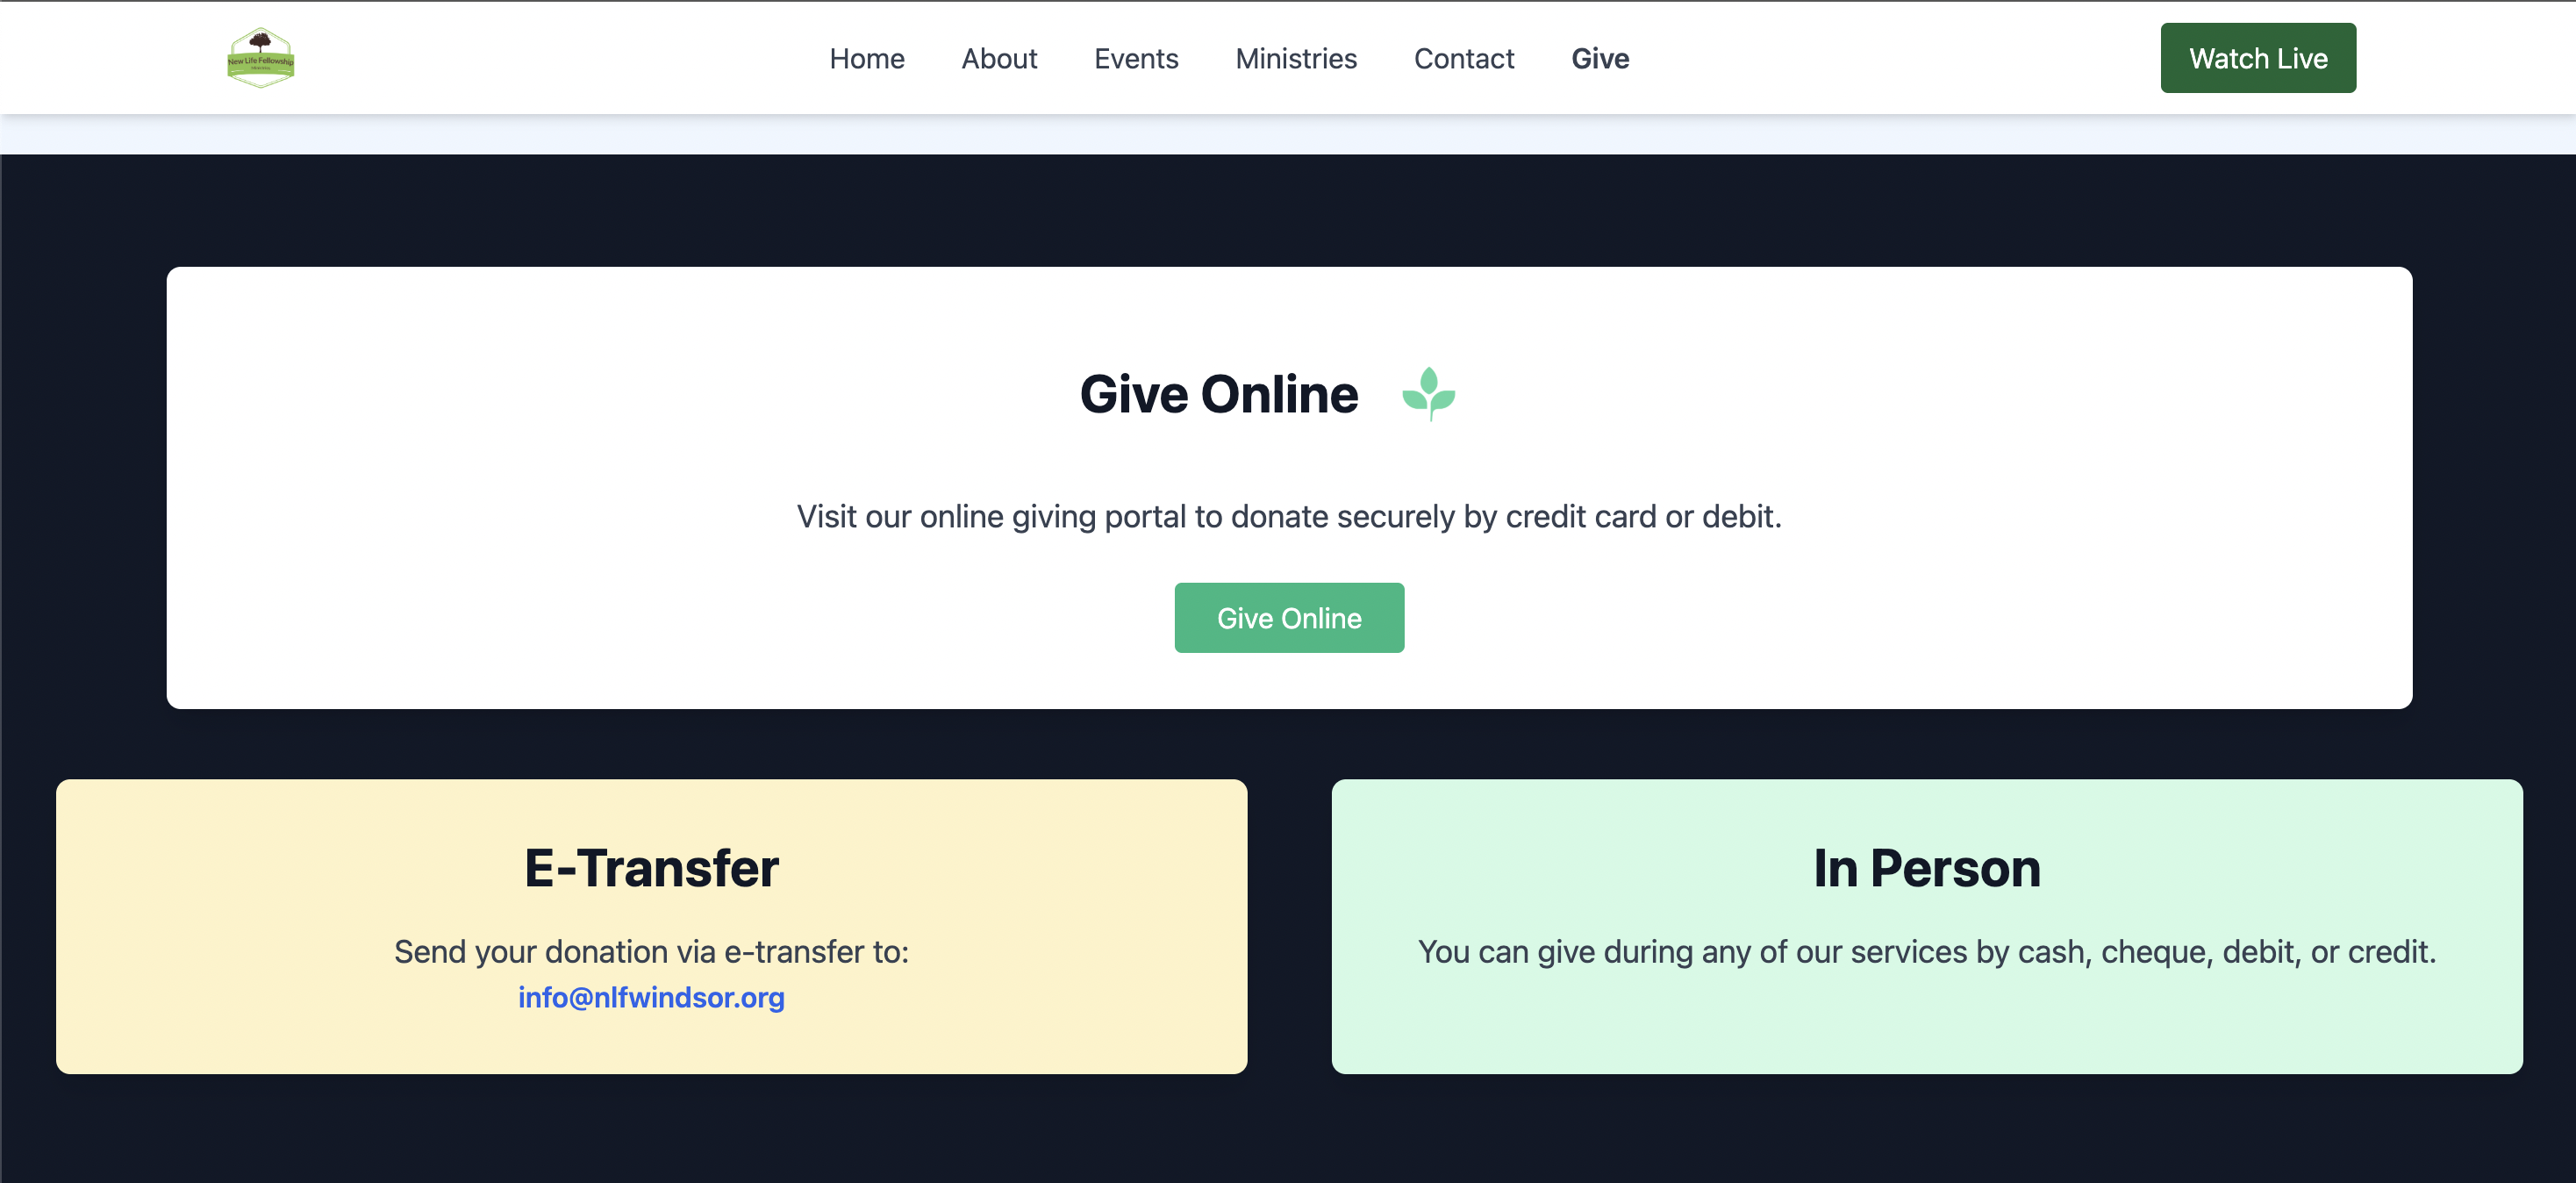 New Life Fellowship
Home About Events Ministries Contact Give
Watch Live
Give Online
Visit our online giving portal to donate securely by credit card or debit.
Give Online
E-Transfer
Send your donation via e-transfer to:
info@nlfwindsor.org
In Person
You can give during any of our services by cash, cheque, debit, or credit.